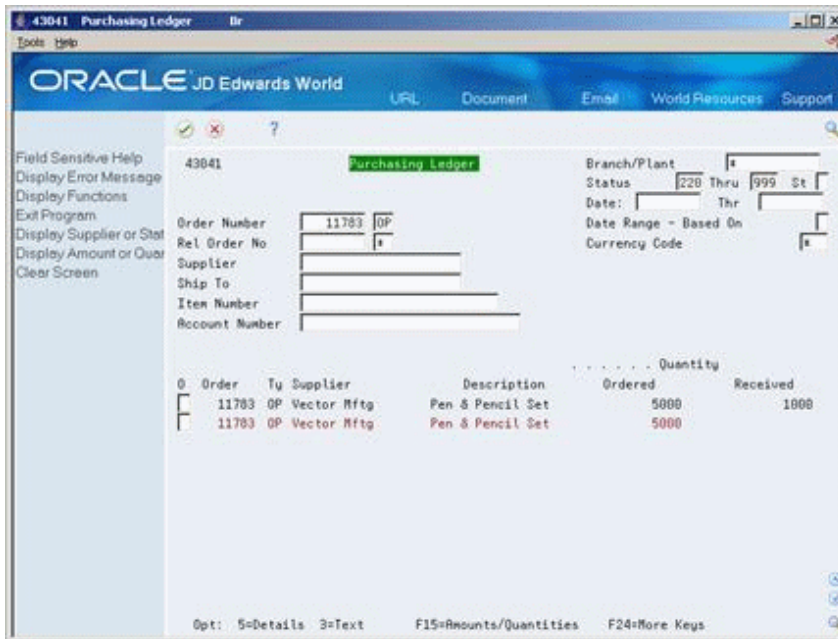 43041 Purchasing Ledger Br
Tools Help
ORACLE JD Edwards World
URL Document Email World Resources Support
?
Field Sensitive Help
Display Error Message
Display Functions
Exit Program
Display Supplier or Stat
Display Amount or Quar
Clear Screen
43041 Purchasing Ledger Branch/Plant *
Status 220 Thru 999 St
Date: Thr
Order Number 11783 OP Date Range - Based On
Rel Order No * Currency Code *
Supplier
Ship To
Item Number
Account Number
. . . . . . Quantity
O Order Ty Supplier Description Ordered Received
11783 OP Vector Mftg Pen & Pencil Set 5000 1000
11783 OP Vector Mftg Pen & Pencil Set 5000
Opt: 5=Details 3=Text F15=Amounts/Quantities F24=More Keys